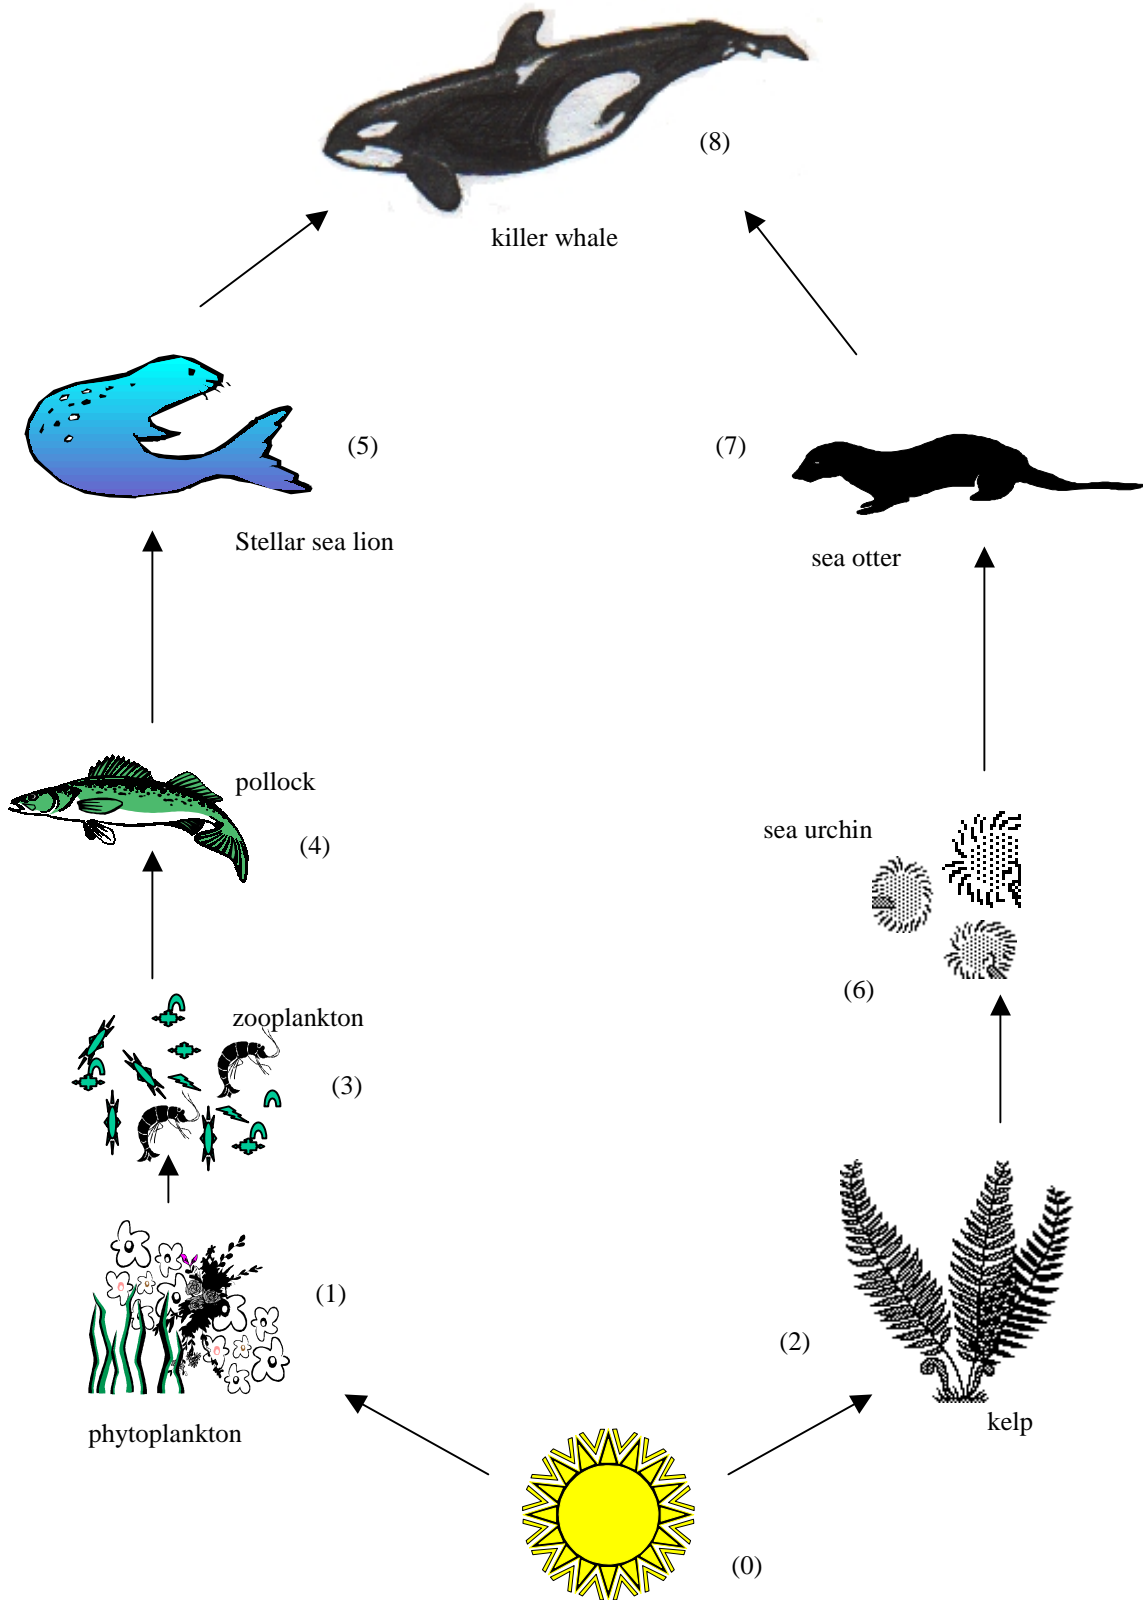 (8)
killer whale
(5)
(7)
Stellar sea lion
sea otter
pollock
(4)
sea urchin
(6)
zooplankton
(3)
(1)
(2)
phytoplankton
kelp
(0)